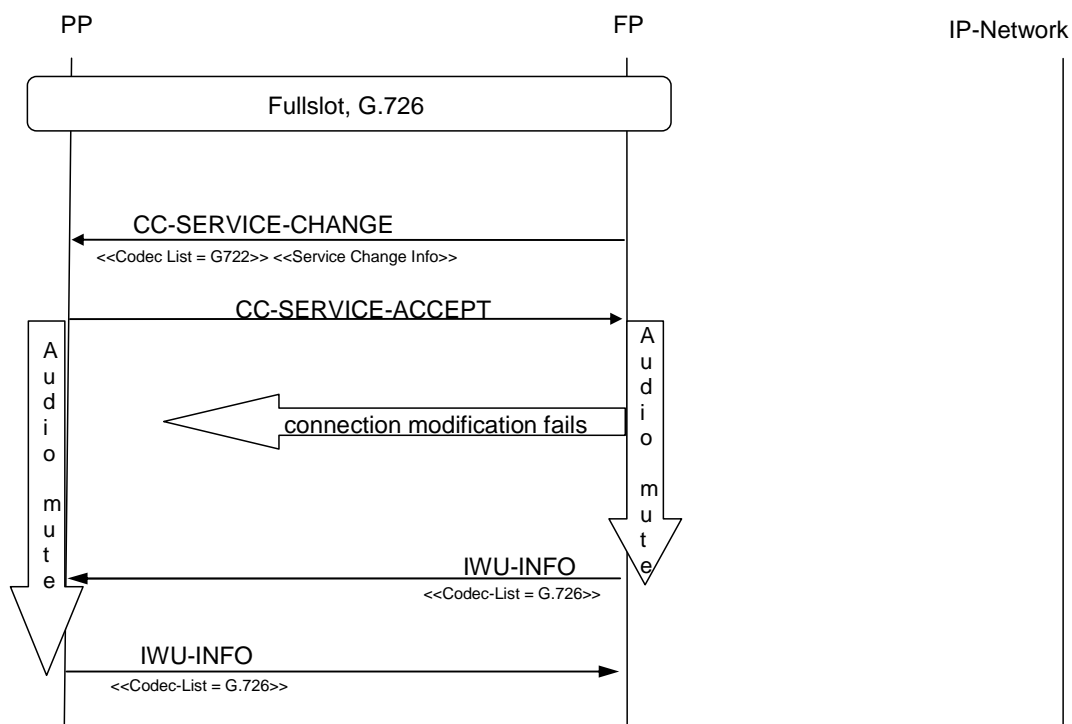 PP
FP
IP-Network
Fullslot, G.726
CC-SERVICE-CHANGE
<<Codec List = G722>> <<Service Change Info>>
CC-SERVICE-ACCEPT
Audio mute
Audio mute
connection modification fails
IWU-INFO
<<Codec-List = G.726>>
IWU-INFO
<<Codec-List = G.726>>